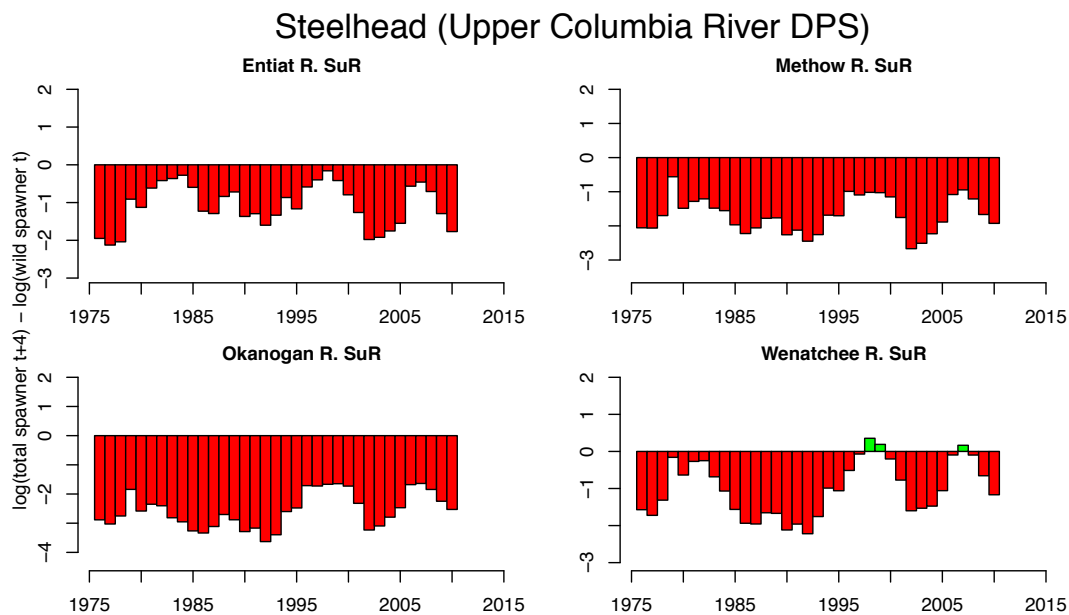 Steelhead (Upper Columbia River DPS)
log(total spawner t+4) − log(wild spawner t)
Entiat R. SuR
2
1
0
−1
−2
−3
1975 1985 1995 2005 2015
Methow R. SuR
2
1
0
−1
−3
1975 1985 1995 2005 2015
Okanogan R. SuR
2
1
0
−2
−4
1975 1985 1995 2005 2015
Wenatchee R. SuR
2
1
0
−1
−3
1975 1985 1995 2005 2015